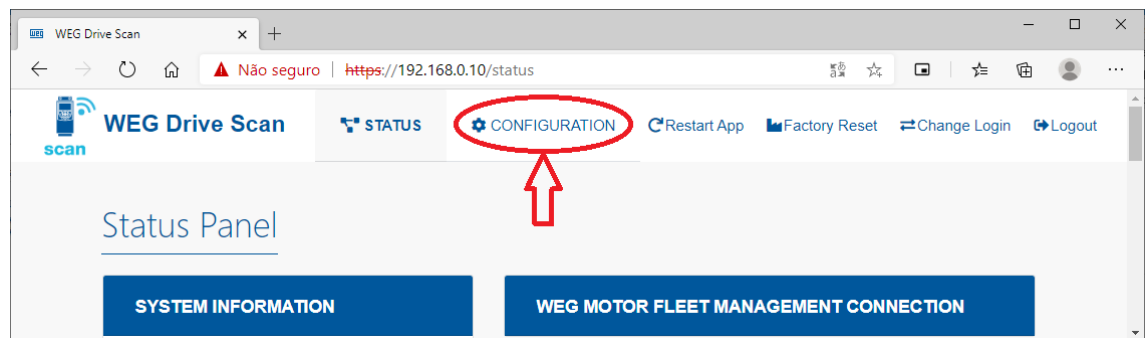 WEG Drive Scan
Não seguro | https://192.168.0.10/status
scan WEG Drive Scan STATUS CONFIGURATION Restart App Factory Reset Change Login Logout
Status Panel
SYSTEM INFORMATION WEG MOTOR FLEET MANAGEMENT CONNECTION